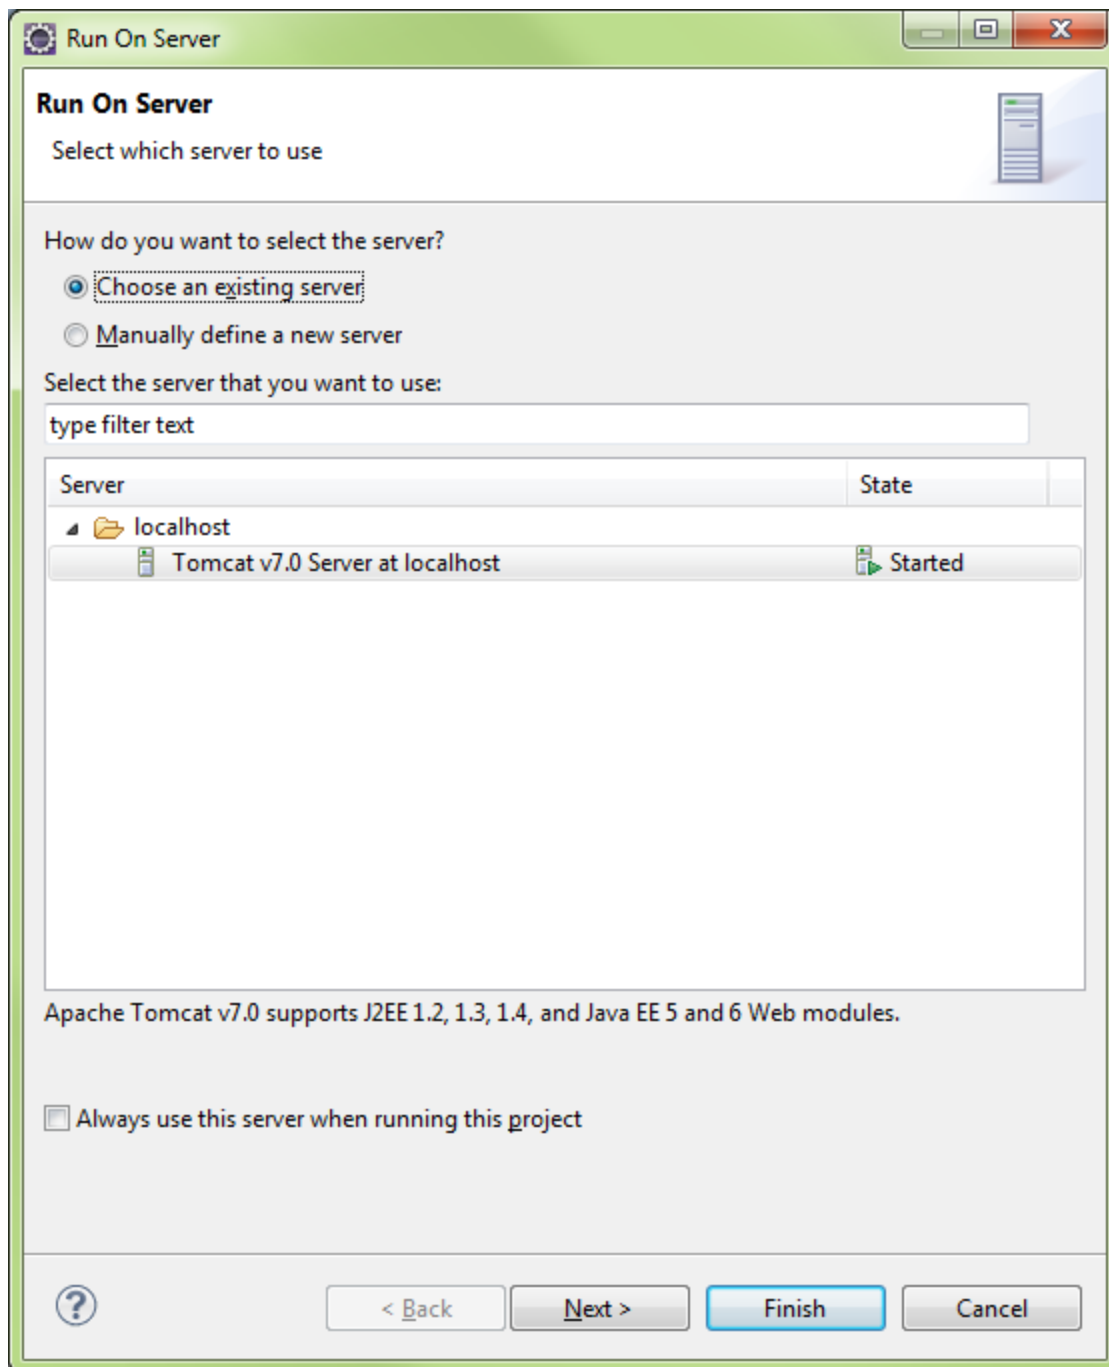 Run On Server
Run On Server
Select which server to use
How do you want to select the server?
Choose an existing server
Manually define a new server
Select the server that you want to use:
type filter text
Server State
localhost
Tomcat v7.0 Server at localhost Started
Apache Tomcat v7.0 supports J2EE 1.2, 1.3, 1.4, and Java EE 5 and 6 Web modules.
Always use this server when running this project
? < Back Next > Finish Cancel